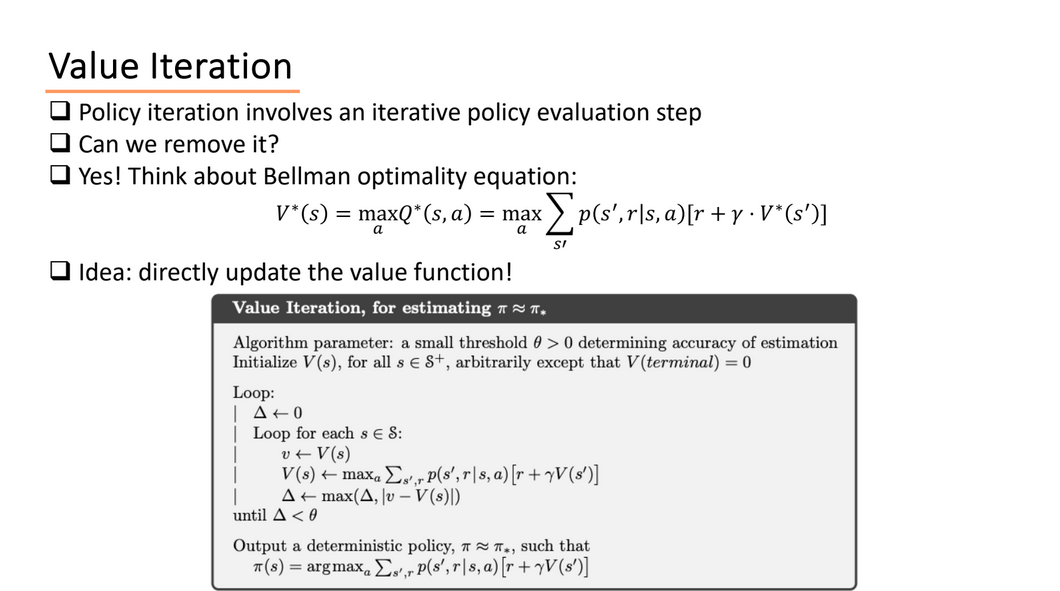 Value Iteration
❑ Policy iteration involves an iterative policy evaluation step
❑ Can we remove it?
❑ Yes! Think about Bellman optimality equation:
V*(s) = max_a Q*(s, a) = max_a ∑_{s′} p(s′, r|s, a)[r + γ · V*(s′)]
❑ Idea: directly update the value function!
Value Iteration, for estimating π ≈ π_*
Algorithm parameter: a small threshold θ > 0 determining accuracy of estimation
Initialize V(s), for all s ∈ S⁺, arbitrarily except that V(terminal) = 0
Loop:
| Δ ← 0
| Loop for each s ∈ S:
| v ← V(s)
| V(s) ← max_a ∑_{s′,r} p(s′, r|s, a)[r + γV(s′)]
| Δ ← max(Δ, |v − V(s)|)
until Δ < θ
Output a deterministic policy, π ≈ π_*, such that
π(s) = argmax_a ∑_{s′,r} p(s′, r|s, a)[r + γV(s′)]